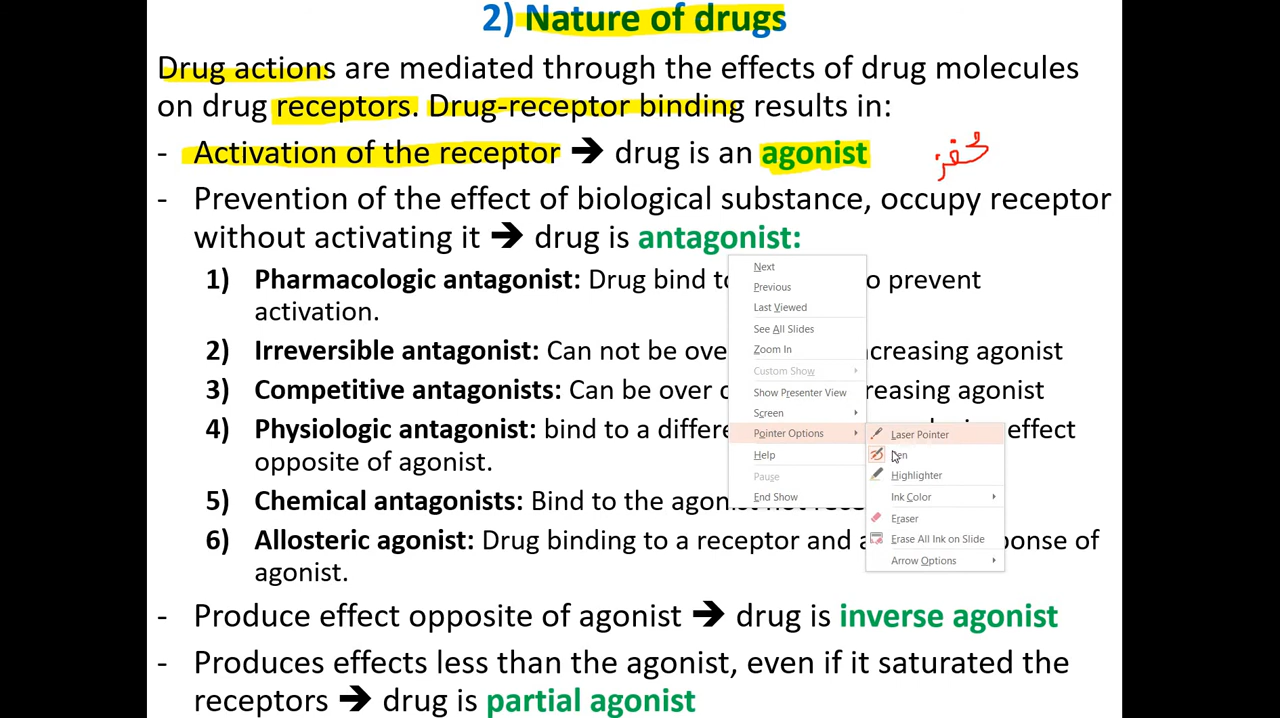 2) Nature of drugs
Drug actions are mediated through the effects of drug molecules
on drug receptors. Drug-receptor binding results in:
- Activation of the receptor ➔ drug is an agonist
محفز
- Prevention of the effect of biological substance, occupy receptor
without activating it ➔ drug is antagonist:
1) Pharmacologic antagonist: Drug bind to prevent
activation.
2) Irreversible antagonist: Can not be increasing agonist
3) Competitive antagonists: Can be over agonist
4) Physiologic antagonist: bind to a effect
opposite of agonist.
5) Chemical antagonists: Bind to the
6) Allosteric agonist: Drug binding to a receptor and of
agonist.
- Produce effect opposite of agonist ➔ drug is inverse agonist
- Produces effects less than the agonist, even if it saturated the
receptors ➔ drug is partial agonist
Next
Previous
Last Viewed
See All Slides
Zoom In
Custom Show
Show Presenter View
Screen
Pointer Options
Help
Pause
End Show
Laser Pointer
Pen
Highlighter
Ink Color
Eraser
Erase All Ink on Slide
Arrow Options